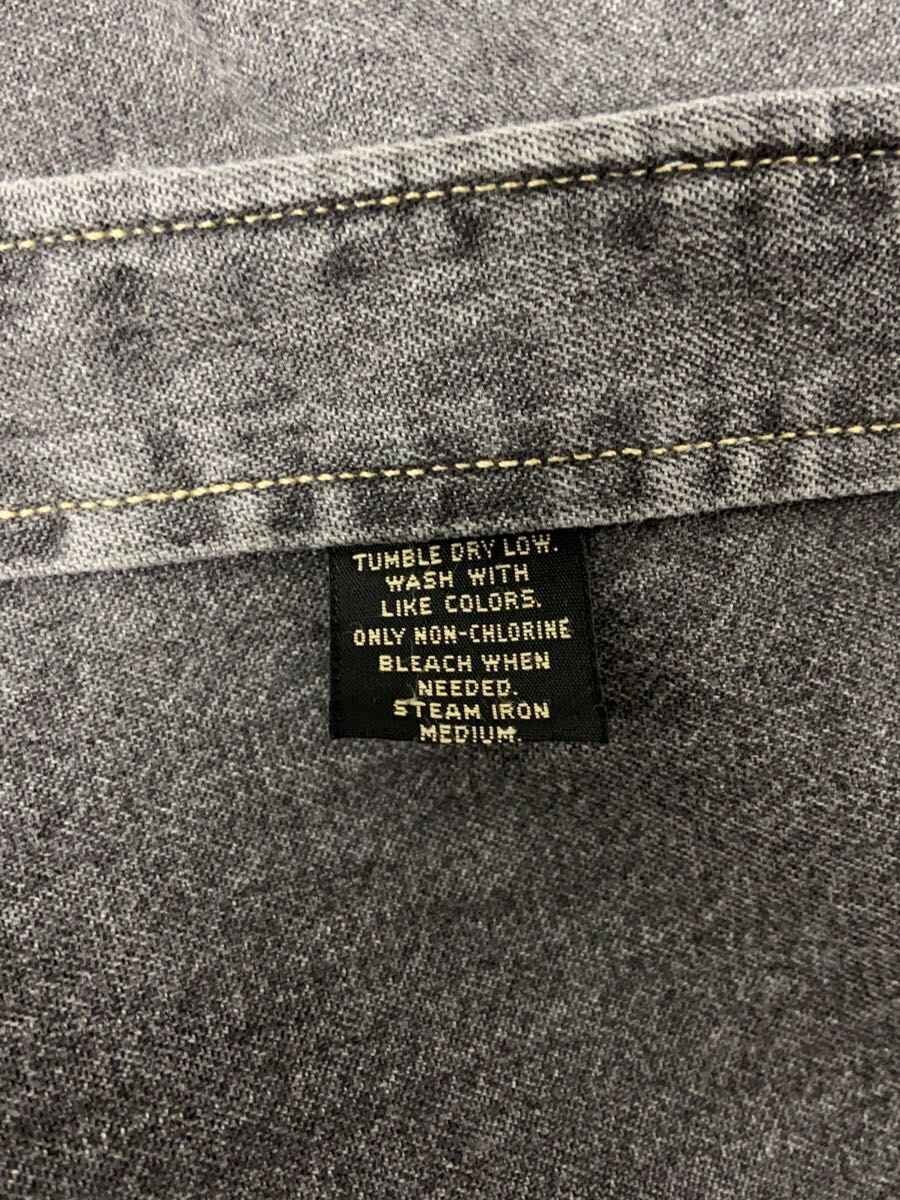 TUMBLE DRY LOW.
WASH WITH
LIKE COLORS.
ONLY NON-CHLORINE
BLEACH WHEN
NEEDED.
STEAM IRON
MEDIUM.